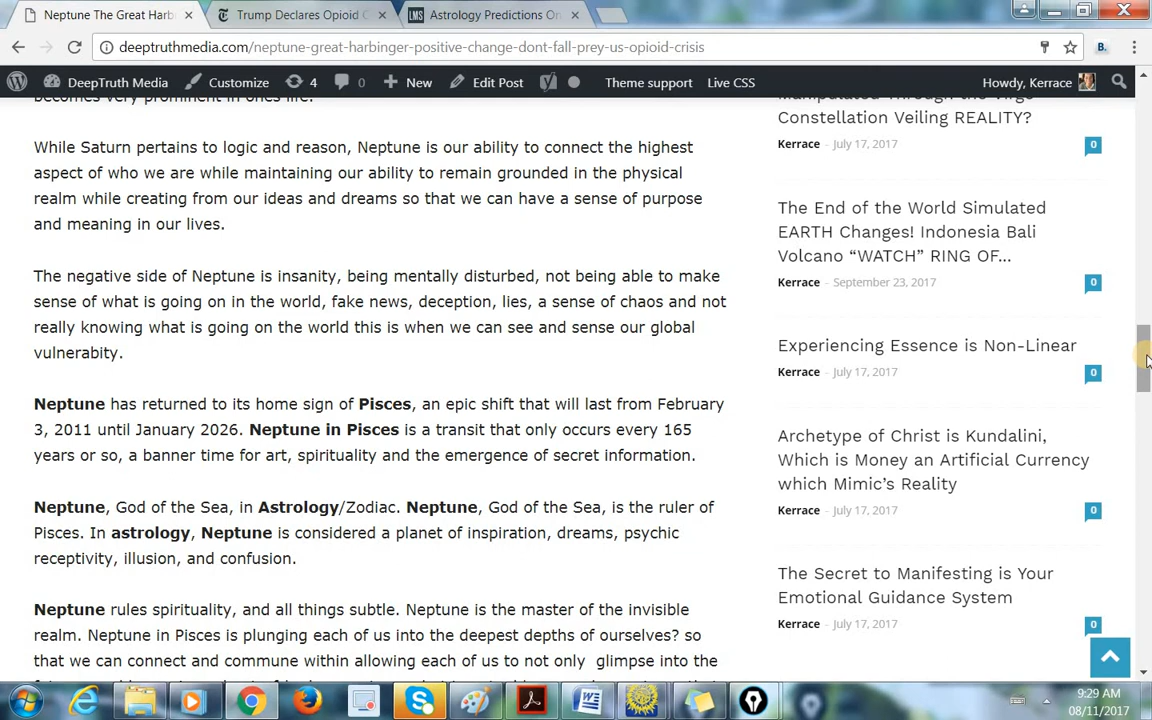 Neptune The Great Harb
Trump Declares Opioid C
LMS Astrology Predictions On
deeptruthmedia.com/neptune-great-harbinger-positive-change-dont-fall-prey-us-opioid-crisis
B.
DeepTruth Media Customize 4 0 New Edit Post Theme support Live CSS Howdy, Kerrace
becomes very prominent in ones life.
While Saturn pertains to logic and reason, Neptune is our ability to connect the highest
aspect of who we are while maintaining our ability to remain grounded in the physical
realm while creating from our ideas and dreams so that we can have a sense of purpose
and meaning in our lives.
The negative side of Neptune is insanity, being mentally disturbed, not being able to make
sense of what is going on in the world, fake news, deception, lies, a sense of chaos and not
really knowing what is going on the world this is when we can see and sense our global
vulnerabity.
Neptune has returned to its home sign of Pisces, an epic shift that will last from February
3, 2011 until January 2026. Neptune in Pisces is a transit that only occurs every 165
years or so, a banner time for art, spirituality and the emergence of secret information.
Neptune, God of the Sea, in Astrology/Zodiac. Neptune, God of the Sea, is the ruler of
Pisces. In astrology, Neptune is considered a planet of inspiration, dreams, psychic
receptivity, illusion, and confusion.
Neptune rules spirituality, and all things subtle. Neptune is the master of the invisible
realm. Neptune in Pisces is plunging each of us into the deepest depths of ourselves? so
that we can connect and commune within allowing each of us to not only glimpse into the
Manipulated Through the Virgo
Constellation Veiling REALITY?
Kerrace - July 17, 2017
0
The End of the World Simulated
EARTH Changes! Indonesia Bali
Volcano “WATCH” RING OF...
Kerrace - September 23, 2017
0
Experiencing Essence is Non-Linear
Kerrace - July 17, 2017
0
Archetype of Christ is Kundalini,
Which is Money an Artificial Currency
which Mimic’s Reality
Kerrace - July 17, 2017
0
The Secret to Manifesting is Your
Emotional Guidance System
Kerrace - July 17, 2017
0
9:29 AM
08/11/2017